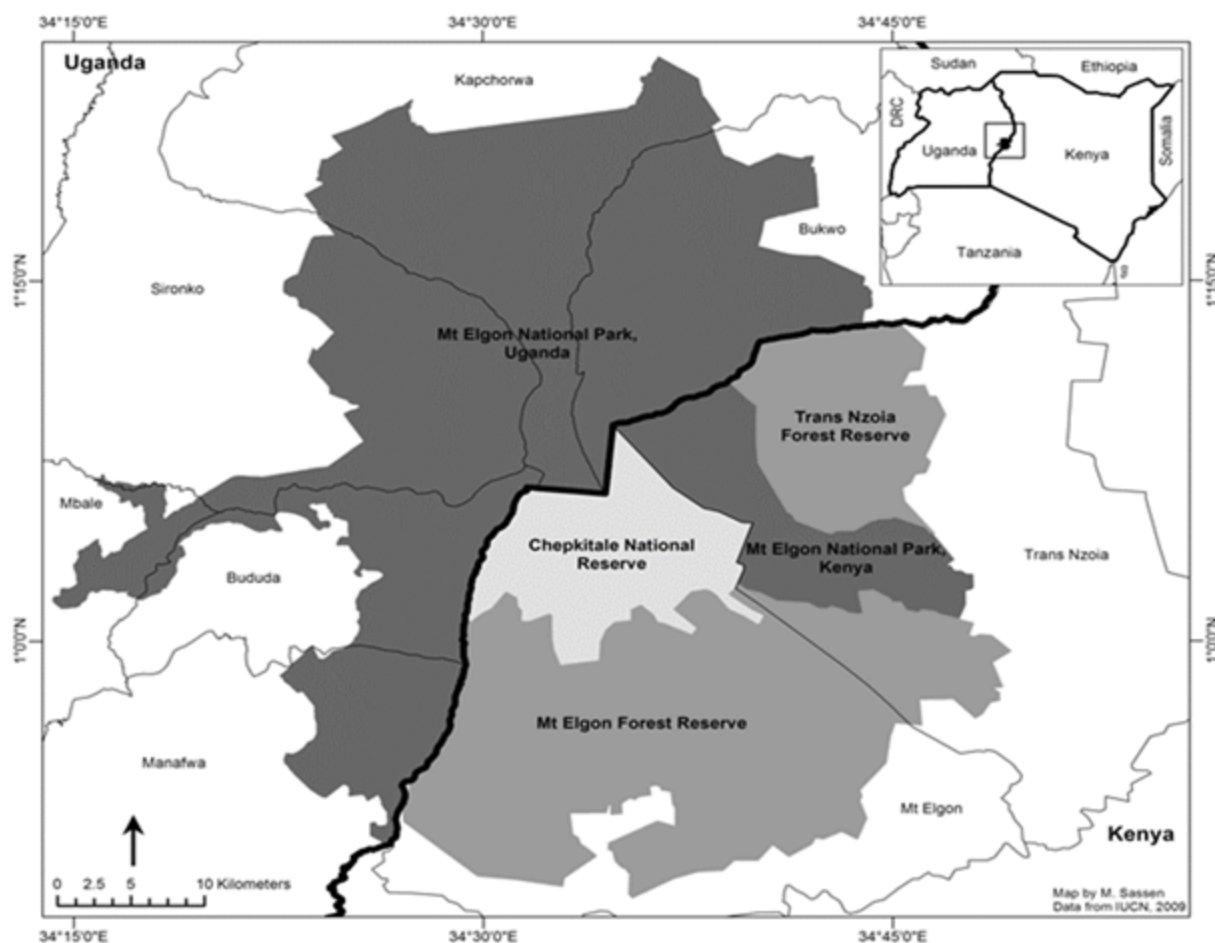 34°15'0"E
34°30'0"E
34°45'0"E
Uganda
Kapchorwa
Sudan
Ethiopia
DRC
Uganda
Kenya
Somalia
Tanzania
Bukwo
1°15'0"N
1°15'0"N
Sironko
Mt Elgon National Park,
Uganda
Trans Nzoia
Forest Reserve
Mbale
Chepkitale National
Reserve
Mt Elgon National Park,
Kenya
Trans Nzoia
Bududa
1°0'0"N
1°0'0"N
Mt Elgon Forest Reserve
Manafwa
Mt Elgon
Kenya
0 2.5 5 10 Kilometers
Map by M. Sassen
Data from IUCN, 2009
34°15'0"E
34°30'0"E
34°45'0"E